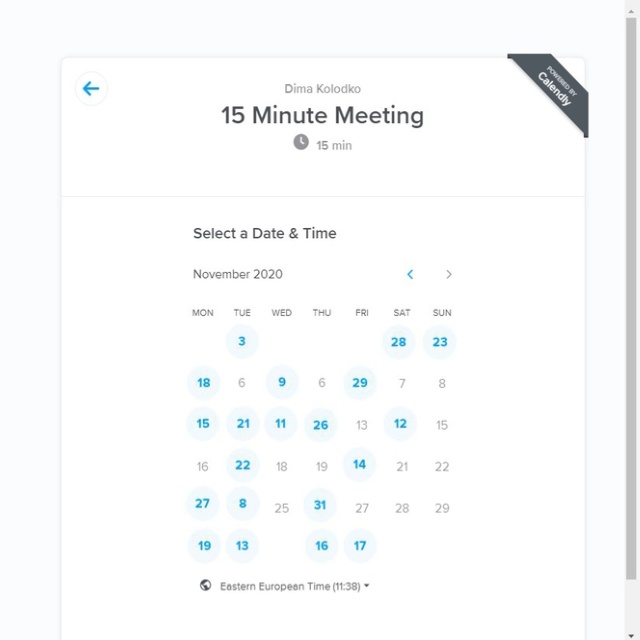 Dima Kolodko
15 Minute Meeting
15 min
POWERED BY
Calendly
Select a Date & Time
November 2020
MON TUE WED THU FRI SAT SUN
3 28 23
18 6 9 6 29 7 8
15 21 11 26 13 12 15
16 22 18 19 14 21 22
27 8 25 31 27 28 29
19 13 16 17
Eastern European Time (11:38)